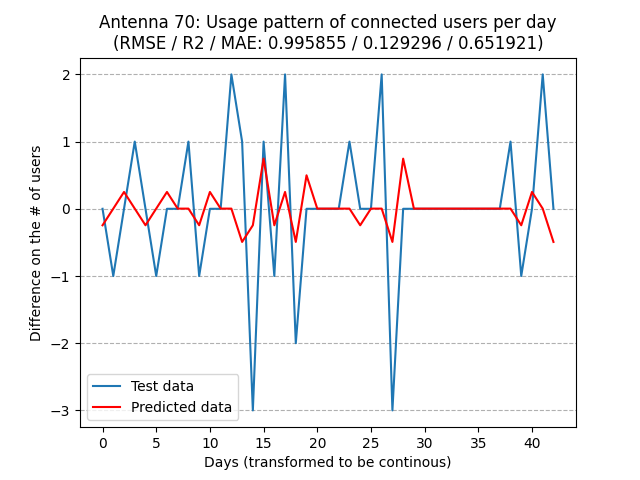 Antenna 70: Usage pattern of connected users per day
(RMSE / R2 / MAE: 0.995855 / 0.129296 / 0.651921)
Difference on the # of users
2
1
0
−1
−2
−3
Test data
Predicted data
0 5 10 15 20 25 30 35 40
Days (transformed to be continous)